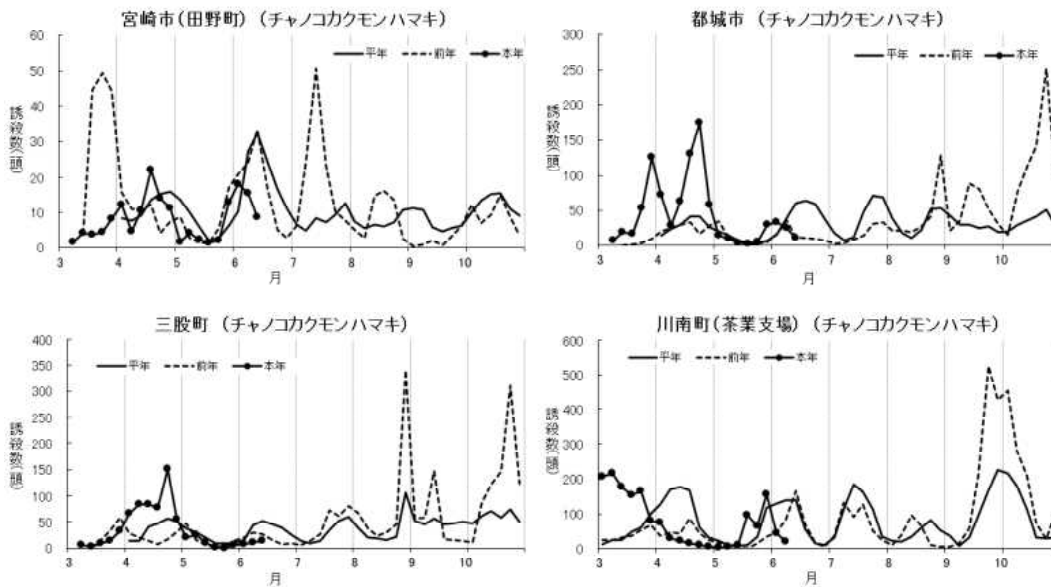 宮崎市(田野町) (チャノコカクモンハマキ)
平年 前年 本年
誘殺数(頭)
60
50
40
30
20
10
0
3 4 5 6 7 8 9 10
月
都城市 (チャノコカクモンハマキ)
平年 前年 本年
誘殺数(頭)
300
250
200
150
100
50
0
3 4 5 6 7 8 9 10
月
三股町 (チャノコカクモンハマキ)
平年 前年 本年
誘殺数(頭)
400
350
300
250
200
150
100
50
0
3 4 5 6 7 8 9 10
月
川南町(茶業支場) (チャノコカクモンハマキ)
平年 前年 本年
誘殺数(頭)
600
500
400
300
200
100
0
3 4 5 6 7 8 9 10
月